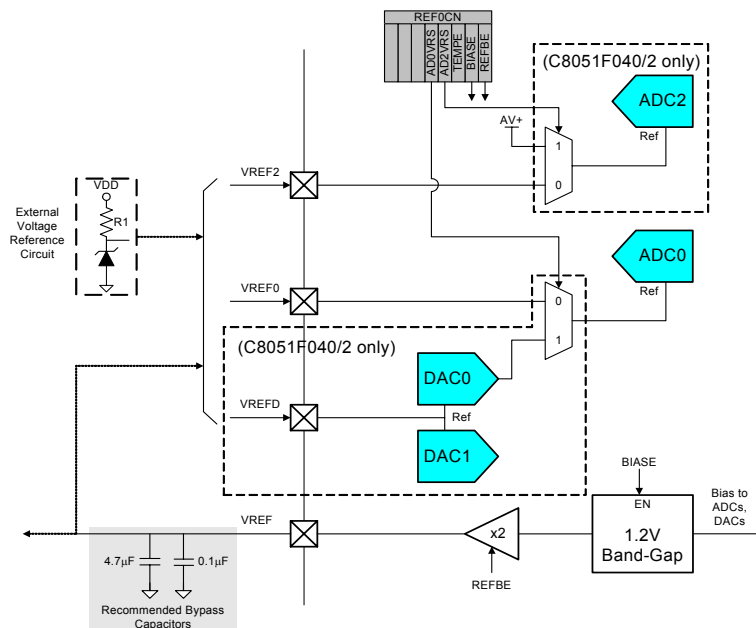 REF0CN
AD0VRS
AD2VRS
TEMPE
BIASE
REFBE
(C8051F040/2 only)
ADC2
AV+
Ref
1
0
VREF2
VDD
R1
External
Voltage
Reference
Circuit
ADC0
Ref
VREF0
0
1
(C8051F040/2 only)
DAC0
VREFD
Ref
DAC1
BIASE
EN
Bias to
ADCs,
DACs
VREF
x2
1.2V
Band-Gap
4.7μF
0.1μF
REFBE
Recommended Bypass
Capacitors